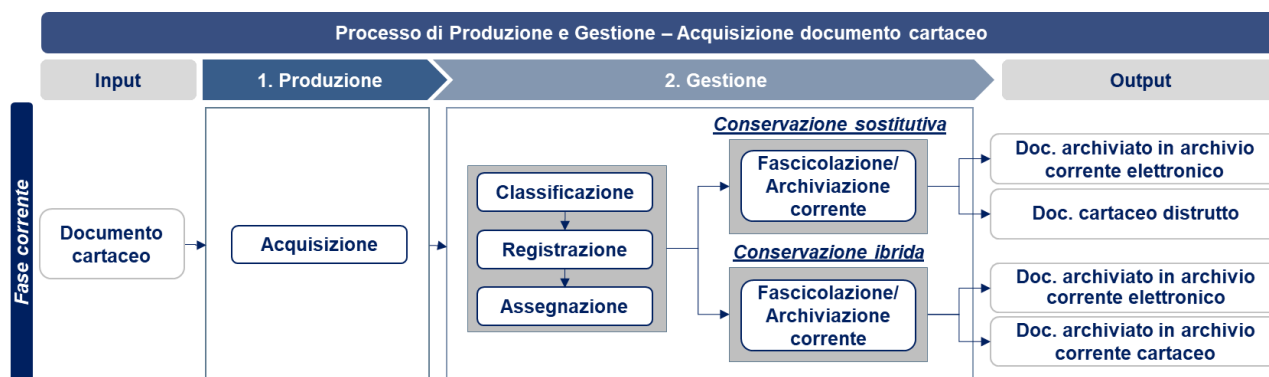 Processo di Produzione e Gestione – Acquisizione documento cartaceo
Input
1. Produzione
2. Gestione
Output
Fase corrente
Documento
cartaceo
Acquisizione
Classificazione
Registrazione
Assegnazione
Conservazione sostitutiva
Fascicolazione/
Archiviazione
corrente
Conservazione ibrida
Fascicolazione/
Archiviazione
corrente
Doc. archiviato in archivio
corrente elettronico
Doc. cartaceo distrutto
Doc. archiviato in archivio
corrente elettronico
Doc. archiviato in archivio
corrente cartaceo